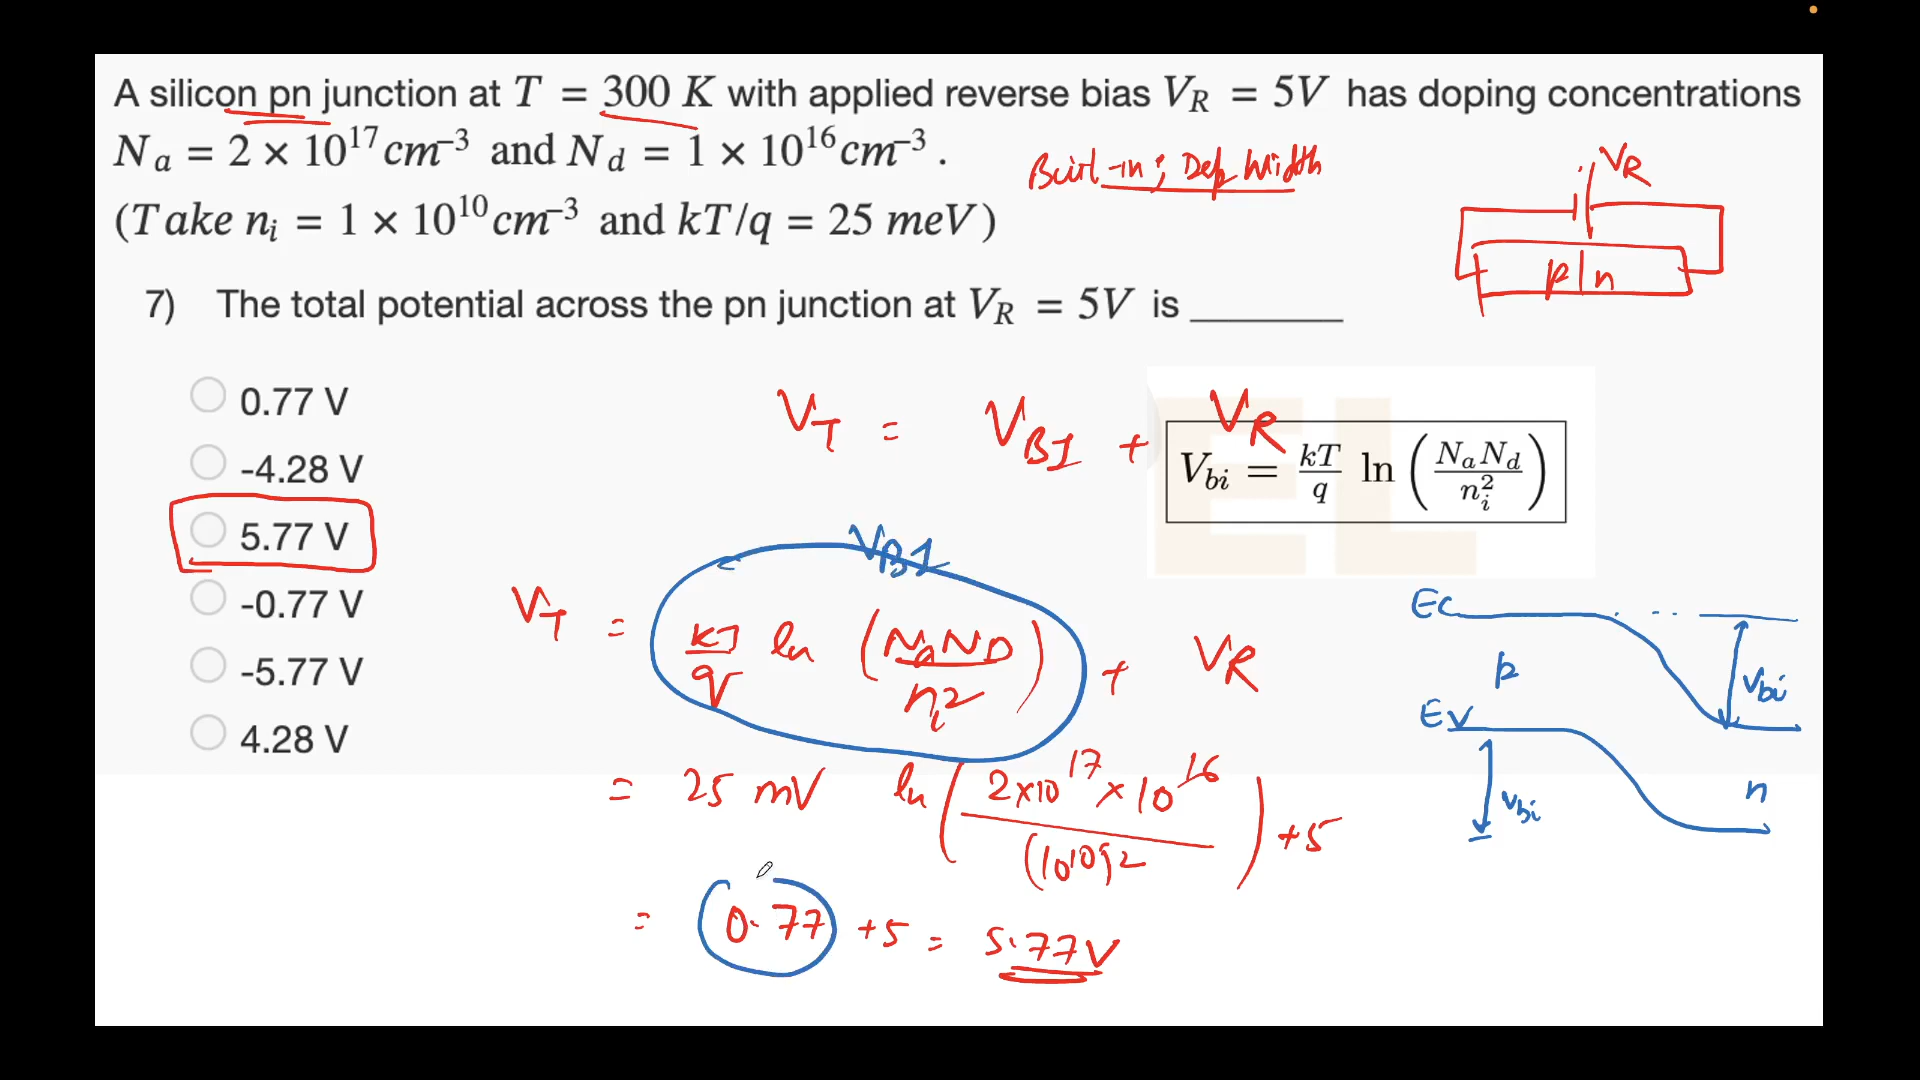 A silicon pn junction at T = 300 K with applied reverse bias V_R = 5V has doping concentrations
N_a = 2 × 10^17 cm^-3 and N_d = 1 × 10^16 cm^-3 .
Built-in ; Dep Width
V_R
(Take n_i = 1 × 10^10 cm^-3 and kT/q = 25 meV)
p n
7) The total potential across the pn junction at V_R = 5V is ________
0.77 V
-4.28 V
5.77 V
-0.77 V
-5.77 V
4.28 V
V_T = V_BI + V_R
V_bi = kT/q ln (N_a N_d / n_i^2)
EL
V_BI
V_T = kT/q ln (N_a N_D / n_i^2) + V_R
= 25 mV ln (2×10^17 × 10^16 / (10^10)^2) + 5
= 0.77 + 5 = 5.77V
Ec
p
Vbi
Ev
Vbi
n